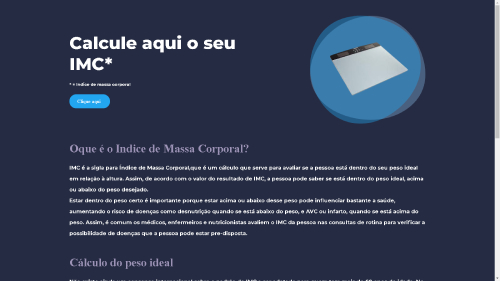 Calcule aqui o seu
IMC*
* = Indice de massa corporal
Clique aqui
Oque é o Indice de Massa Corporal?
IMC é a sigla para Índice de Massa Corporal,que é um cálculo que serve para avaliar se a pessoa está dentro do seu peso ideal
em relação à altura. Assim, de acordo com o valor do resultado de IMC, a pessoa pode saber se está dentro do peso ideal, acima
ou abaixo do peso desejado.
Estar dentro do peso certo é importante porque estar acima ou abaixo desse peso pode influenciar bastante a saúde,
aumentando o risco de doenças como desnutrição quando se está abaixo do peso, e AVC ou infarto, quando se está acima do
peso. Assim, é comum os médicos, enfermeiros e nutricionistas avaliem o IMC da pessoa nas consultas de rotina para verificar a
possibilidade de doenças que a pessoa pode estar pre-disposta.
Cálculo do peso ideal